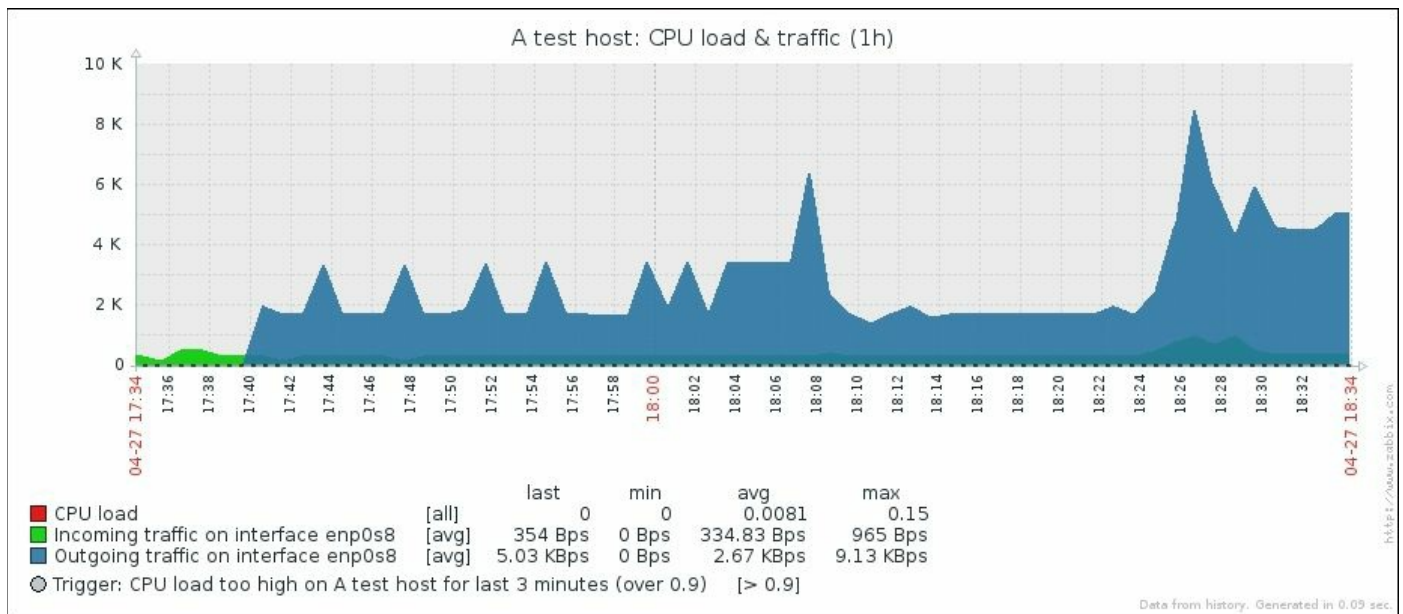 A test host: CPU load & traffic (1h)
10 K
8 K
6 K
4 K
2 K
0
04-27 17:34
17:36
17:38
17:40
17:42
17:44
17:46
17:48
17:50
17:52
17:54
17:56
17:58
18:00
18:02
18:04
18:06
18:08
18:10
18:12
18:14
18:16
18:18
18:20
18:22
18:24
18:26
18:28
18:30
18:32
04-27 18:34
http://www.zabbix.com
last min avg max
CPU load [all] 0 0 0.0081 0.15
Incoming traffic on interface enp0s8 [avg] 354 Bps 0 Bps 334.83 Bps 965 Bps
Outgoing traffic on interface enp0s8 [avg] 5.03 KBps 0 Bps 2.67 KBps 9.13 KBps
Trigger: CPU load too high on A test host for last 3 minutes (over 0.9) [> 0.9]
Data from history. Generated in 0.09 sec.